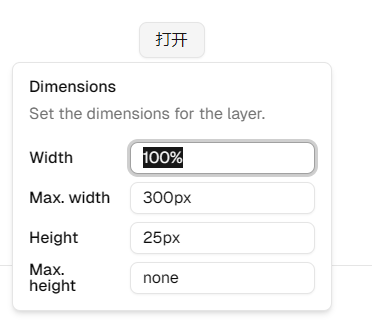 打开
Dimensions
Set the dimensions for the layer.
Width 100%
Max. width 300px
Height 25px
Max.
height none